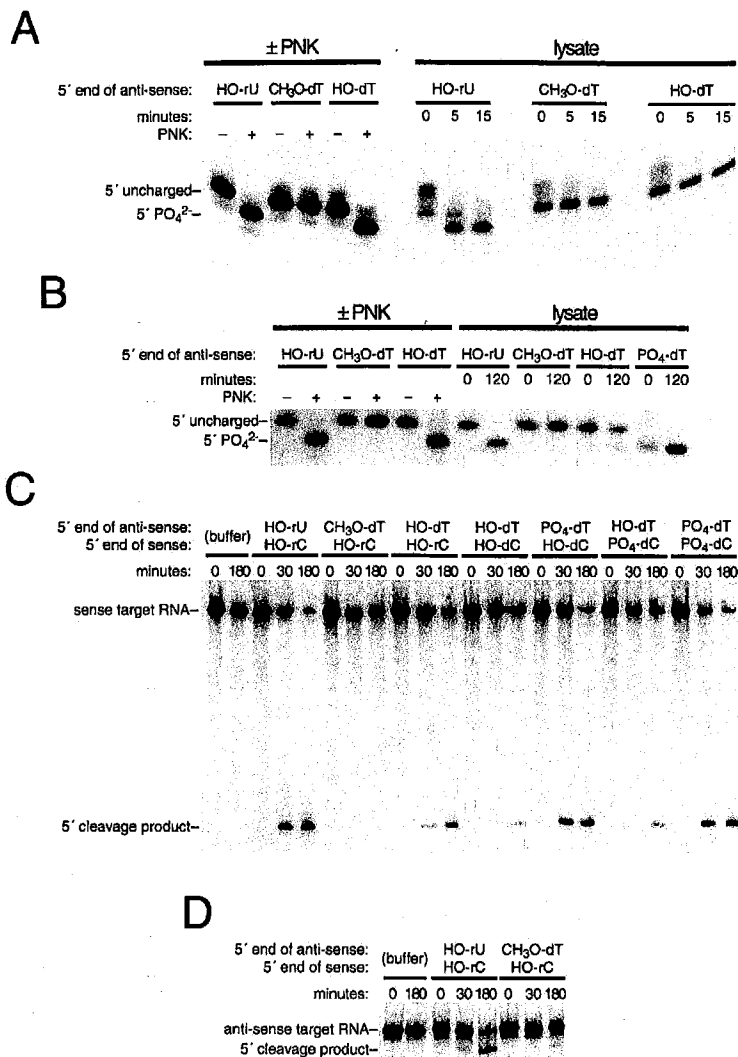 A
± PNK lysate
5´ end of anti-sense: HO-rU CH₃O-dT HO-dT HO-rU CH₃O-dT HO-dT
minutes: 0 5 15 0 5 15 0 5 15
PNK: – + – + – +
5´ uncharged–
5´ PO₄²⁻–
B
± PNK lysate
5´ end of anti-sense: HO-rU CH₃O-dT HO-dT HO-rU CH₃O-dT HO-dT PO₄-dT
minutes: 0 120 0 120 0 120 0 120
PNK: – + – + – +
5´ uncharged–
5´ PO₄²⁻–
C
5´ end of anti-sense: (buffer) HO-rU CH₃O-dT HO-dT HO-dT PO₄-dT HO-dT PO₄-dT
5´ end of sense: HO-rC HO-rC HO-rC HO-dC HO-dC PO₄-dC PO₄-dC
minutes: 0 180 0 30 180 0 30 180 0 30 180 0 30 180 0 30 180 0 30 180 0 30 180
sense target RNA–
5´ cleavage product–
D
5´ end of anti-sense: (buffer) HO-rU CH₃O-dT
5´ end of sense: HO-rC HO-rC
minutes: 0 180 0 30 180 0 30 180
anti-sense target RNA–
5´ cleavage product–